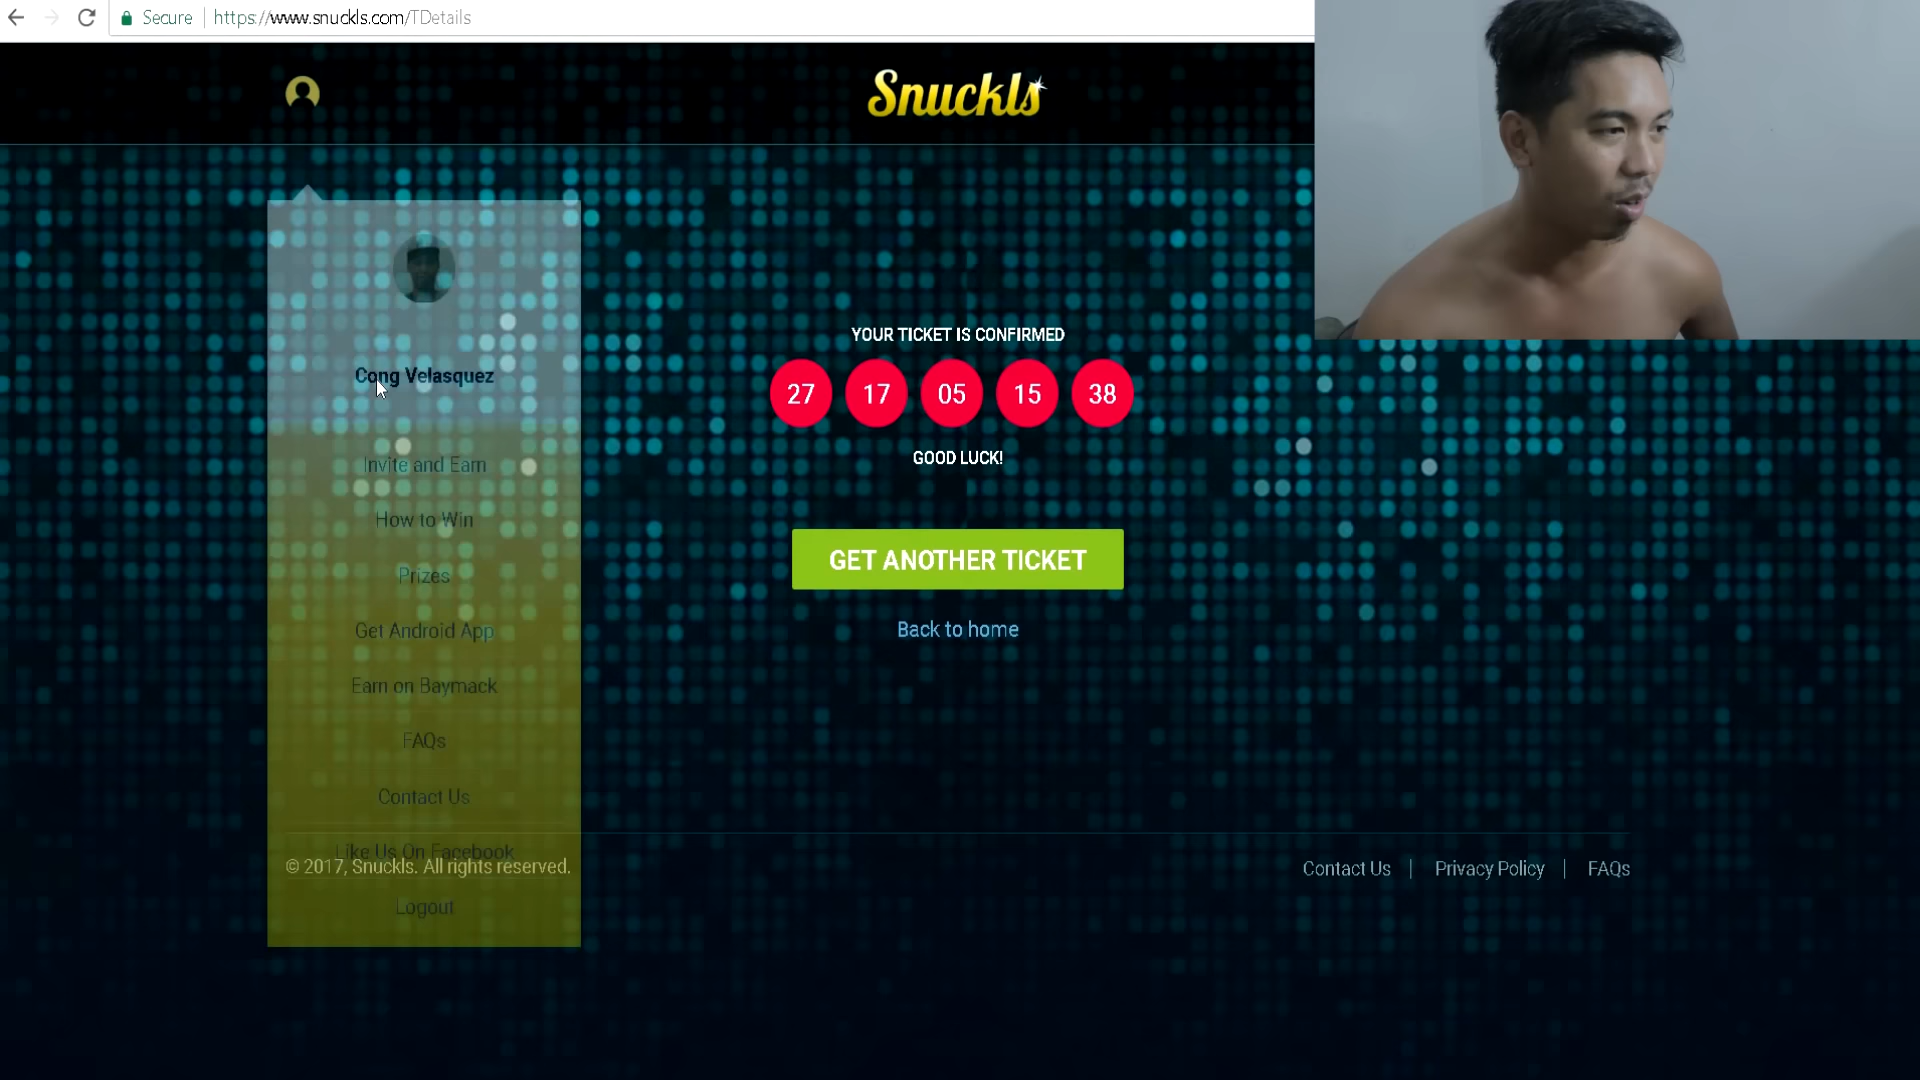 Secure
https://www.snuckls.com/TDetails
Snuckls
Cong Velasquez
Invite and Earn
How to Win
Prizes
Get Android App
Earn on Baymack
FAQs
Contact Us
Like Us On Facebook
Logout
YOUR TICKET IS CONFIRMED
27 17 05 15 38
GOOD LUCK!
GET ANOTHER TICKET
Back to home
© 2017, Snuckls. All rights reserved.
Contact Us | Privacy Policy | FAQs